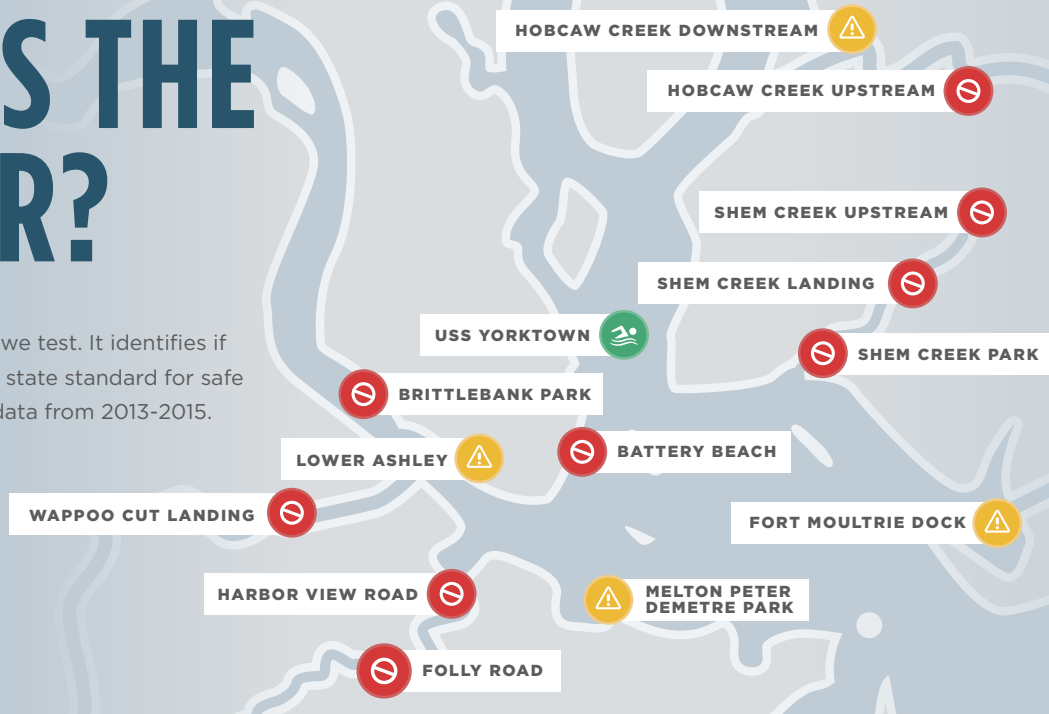 S THE
R?
we test. It identifies if
state standard for safe
data from 2013-2015.
HOBCAW CREEK DOWNSTREAM
HOBCAW CREEK UPSTREAM
SHEM CREEK UPSTREAM
SHEM CREEK LANDING
USS YORKTOWN
SHEM CREEK PARK
BRITTLEBANK PARK
BATTERY BEACH
LOWER ASHLEY
WAPPOO CUT LANDING
FORT MOULTRIE DOCK
HARBOR VIEW ROAD
MELTON PETER
DEMETRE PARK
FOLLY ROAD